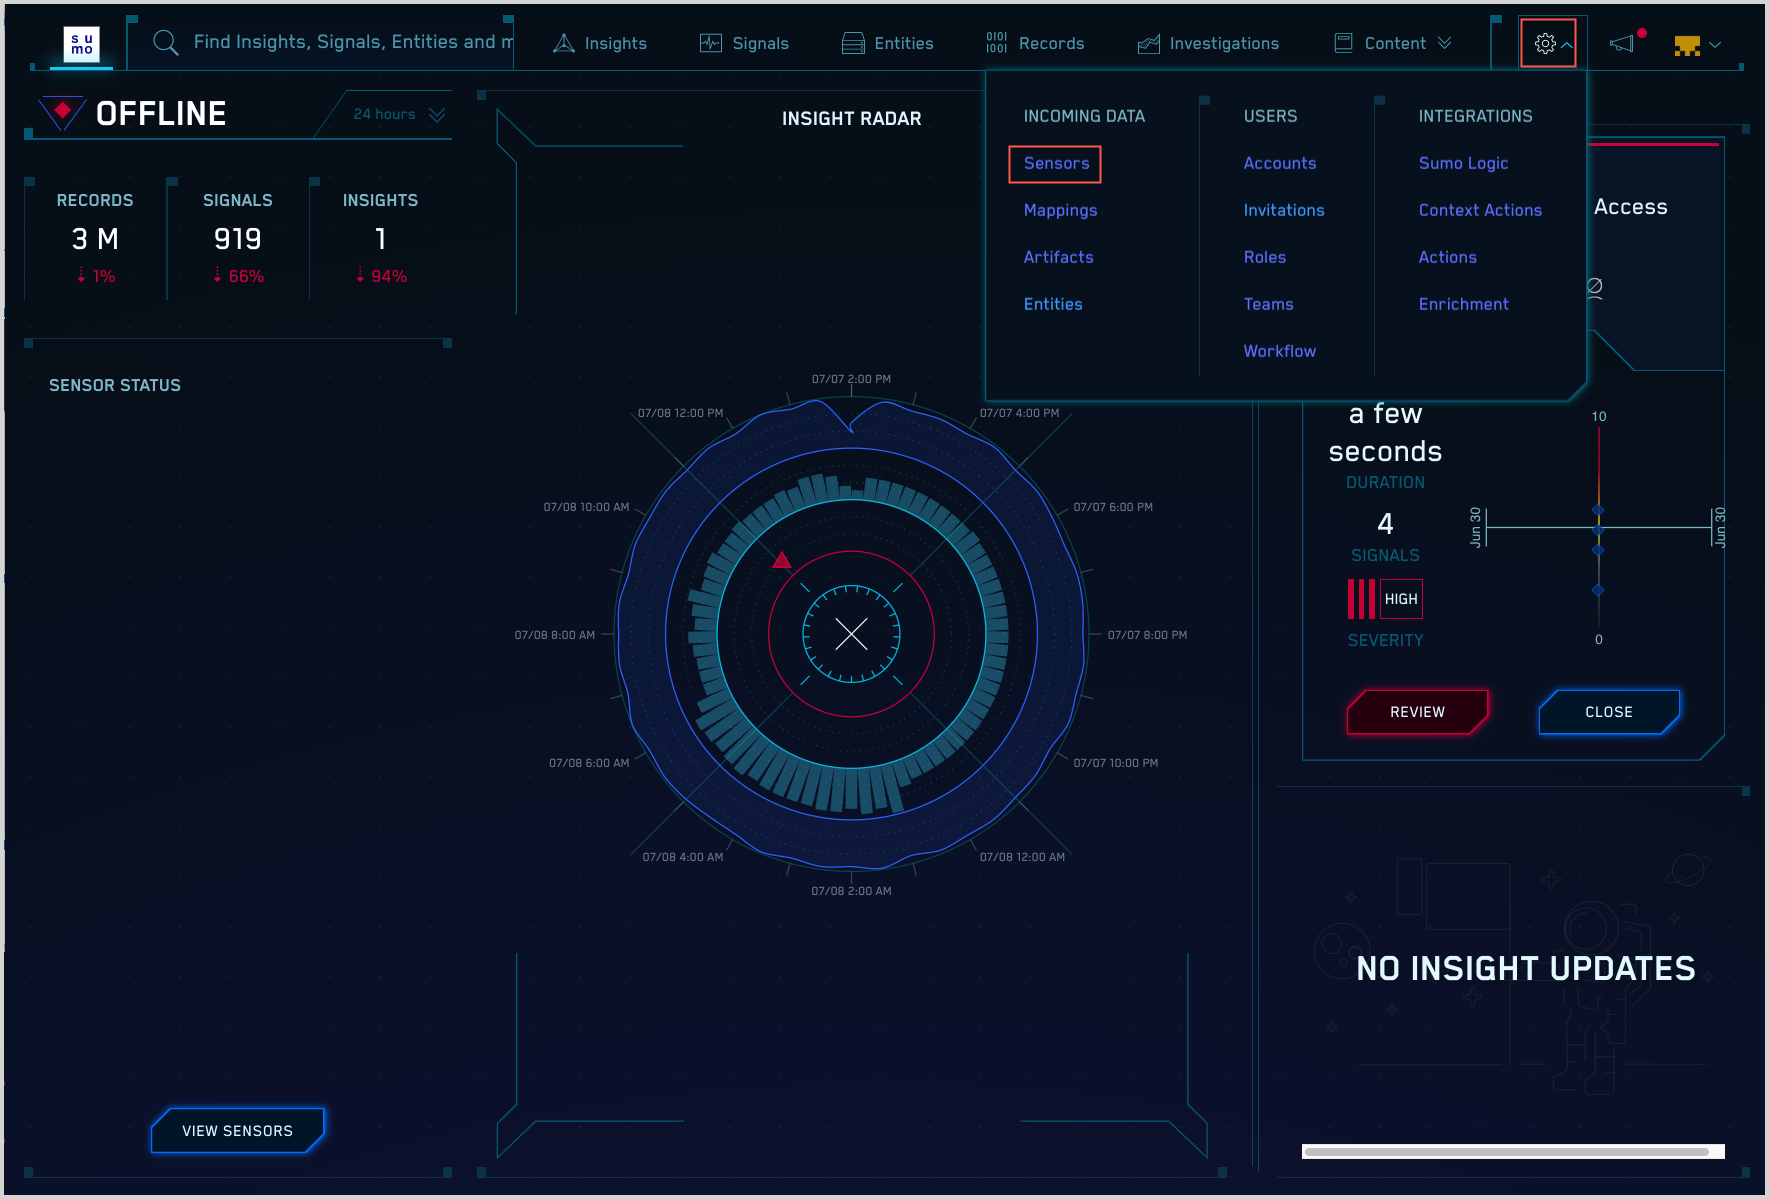 su
mo
Find Insights, Signals, Entities and m
Insights
Signals
Entities
0101
1001
Records
Investigations
Content
OFFLINE
24 hours
RECORDS
SIGNALS
INSIGHTS
3 M
919
1
1%
66%
94%
SENSOR STATUS
VIEW SENSORS
INSIGHT RADAR
07/07 2:00 PM
07/08 12:00 PM
07/07 4:00 PM
07/08 10:00 AM
07/07 6:00 PM
07/08 8:00 AM
07/07 8:00 PM
07/08 6:00 AM
07/07 10:00 PM
07/08 4:00 AM
07/08 12:00 AM
07/08 2:00 AM
INCOMING DATA
Sensors
Mappings
Artifacts
Entities
USERS
Accounts
Invitations
Roles
Teams
Workflow
INTEGRATIONS
Sumo Logic
Context Actions
Actions
Enrichment
Access
a few
seconds
DURATION
4
SIGNALS
HIGH
SEVERITY
10
Jun 30
Jun 30
0
REVIEW
CLOSE
NO INSIGHT UPDATES